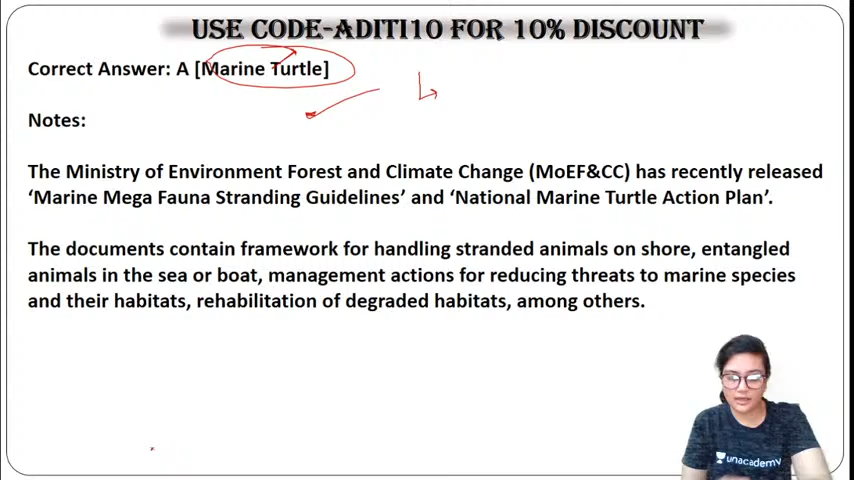 USE CODE-ADITI10 FOR 10% DISCOUNT
Correct Answer: A [Marine Turtle]
Notes:
The Ministry of Environment Forest and Climate Change (MoEF&CC) has recently released
‘Marine Mega Fauna Stranding Guidelines’ and ‘National Marine Turtle Action Plan’.
The documents contain framework for handling stranded animals on shore, entangled
animals in the sea or boat, management actions for reducing threats to marine species
and their habitats, rehabilitation of degraded habitats, among others.
unacademy